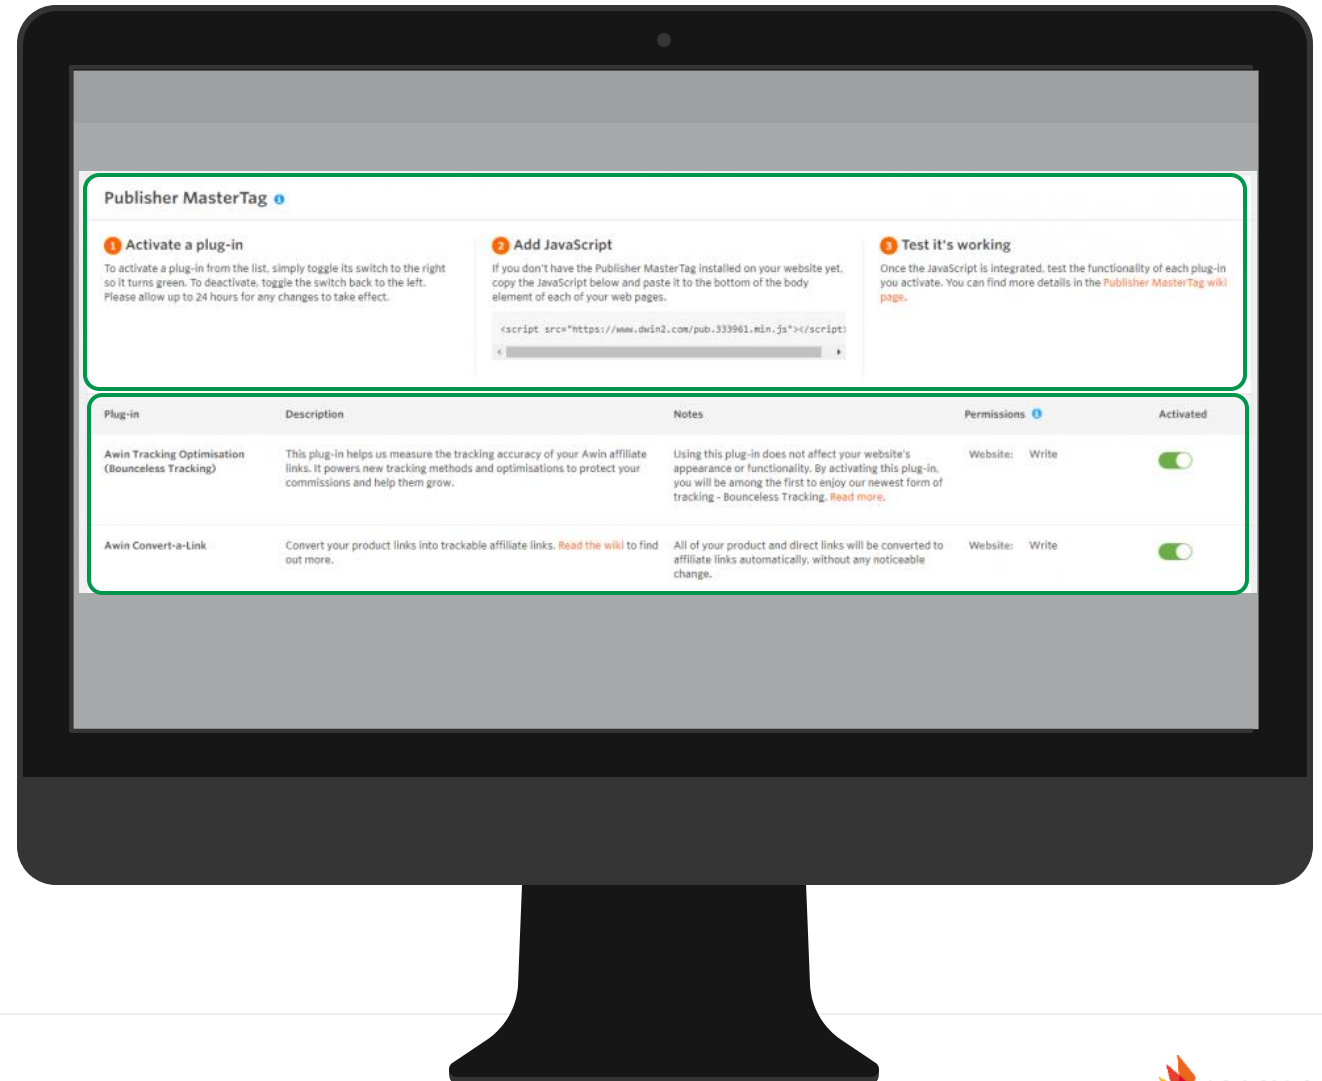 Publisher MasterTag
1 Activate a plug-in
To activate a plug-in from the list, simply toggle its switch to the right
so it turns green. To deactivate, toggle the switch back to the left.
Please allow up to 24 hours for any changes to take effect.
2 Add JavaScript
If you don't have the Publisher MasterTag installed on your website yet,
copy the JavaScript below and paste it to the bottom of the body
element of each of your web pages.
<script src="https://www.dwin2.com/pub.333961.min.js"></script>
3 Test it's working
Once the JavaScript is integrated, test the functionality of each plug-in
you activate. You can find more details in the Publisher MasterTag wiki
page.
Plug-in Description Notes Permissions Activated
Awin Tracking Optimisation
(Bounceless Tracking)
This plug-in helps us measure the tracking accuracy of your Awin affiliate
links. It powers new tracking methods and optimisations to protect your
commissions and help them grow.
Using this plug-in does not affect your website's
appearance or functionality. By activating this plug-in,
you will be among the first to enjoy our newest form of
tracking - Bounceless Tracking. Read more.
Website: Write
Awin Convert-a-Link
Convert your product links into trackable affiliate links. Read the wiki to find
out more.
All of your product and direct links will be converted to
affiliate links automatically, without any noticeable
change.
Website: Write